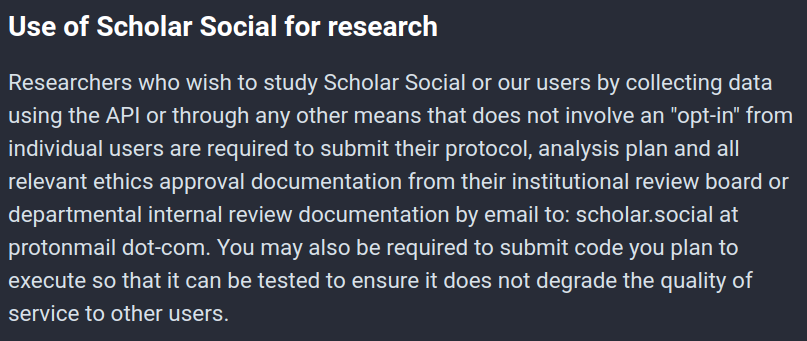 Use of Scholar Social for research
Researchers who wish to study Scholar Social or our users by collecting data
using the API or through any other means that does not involve an "opt-in" from
individual users are required to submit their protocol, analysis plan and all
relevant ethics approval documentation from their institutional review board or
departmental internal review documentation by email to: scholar.social at
protonmail dot-com. You may also be required to submit code you plan to
execute so that it can be tested to ensure it does not degrade the quality of
service to other users.